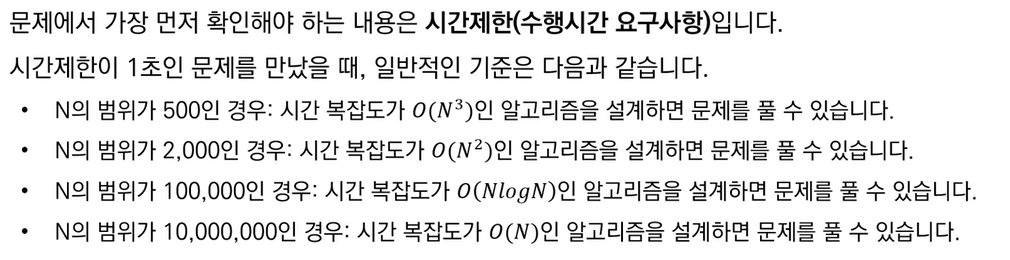 문제에서 가장 먼저 확인해야 하는 내용은 시간제한(수행시간 요구사항)입니다.
시간제한이 1초인 문제를 만났을 때, 일반적인 기준은 다음과 같습니다.
• N의 범위가 500인 경우: 시간 복잡도가 O(N³)인 알고리즘을 설계하면 문제를 풀 수 있습니다.
• N의 범위가 2,000인 경우: 시간 복잡도가 O(N²)인 알고리즘을 설계하면 문제를 풀 수 있습니다.
• N의 범위가 100,000인 경우: 시간 복잡도가 O(NlogN)인 알고리즘을 설계하면 문제를 풀 수 있습니다.
• N의 범위가 10,000,000인 경우: 시간 복잡도가 O(N)인 알고리즘을 설계하면 문제를 풀 수 있습니다.